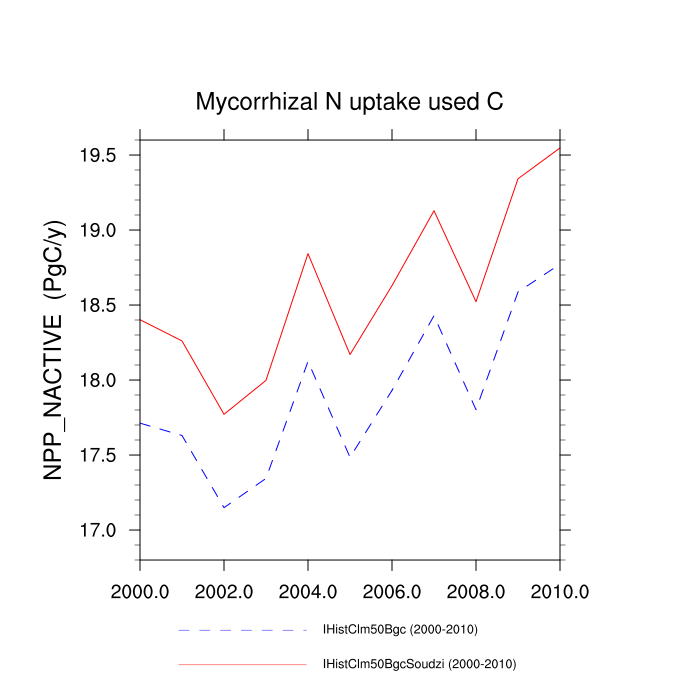 Mycorrhizal N uptake used C
NPP_NACTIVE (PgC/y)
19.5
19.0
18.5
18.0
17.5
17.0
2000.0 2002.0 2004.0 2006.0 2008.0 2010.0
IHistClm50Bgc (2000-2010)
IHistClm50BgcSoudzi (2000-2010)